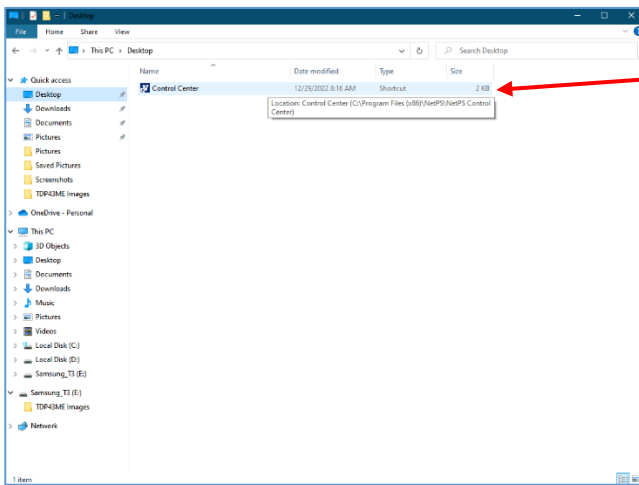 Desktop
File Home Share View
This PC > Desktop
Search Desktop
Name Date modified Type Size
Quick access
Desktop
Downloads
Documents
Pictures
Pictures
Saved Pictures
Screenshots
TDP43ME Images
OneDrive - Personal
This PC
3D Objects
Desktop
Documents
Downloads
Music
Pictures
Videos
Local Disk (C:)
Local Disk (D:)
Samsung_T3 (E:)
Samsung_T3 (E:)
TDP43ME Images
Network
Control Center 12/29/2022 8:16 AM Shortcut 2 KB
Location: Control Center (C:\Program Files (x86)\NetPS\NetPS Control
Center)
1 item